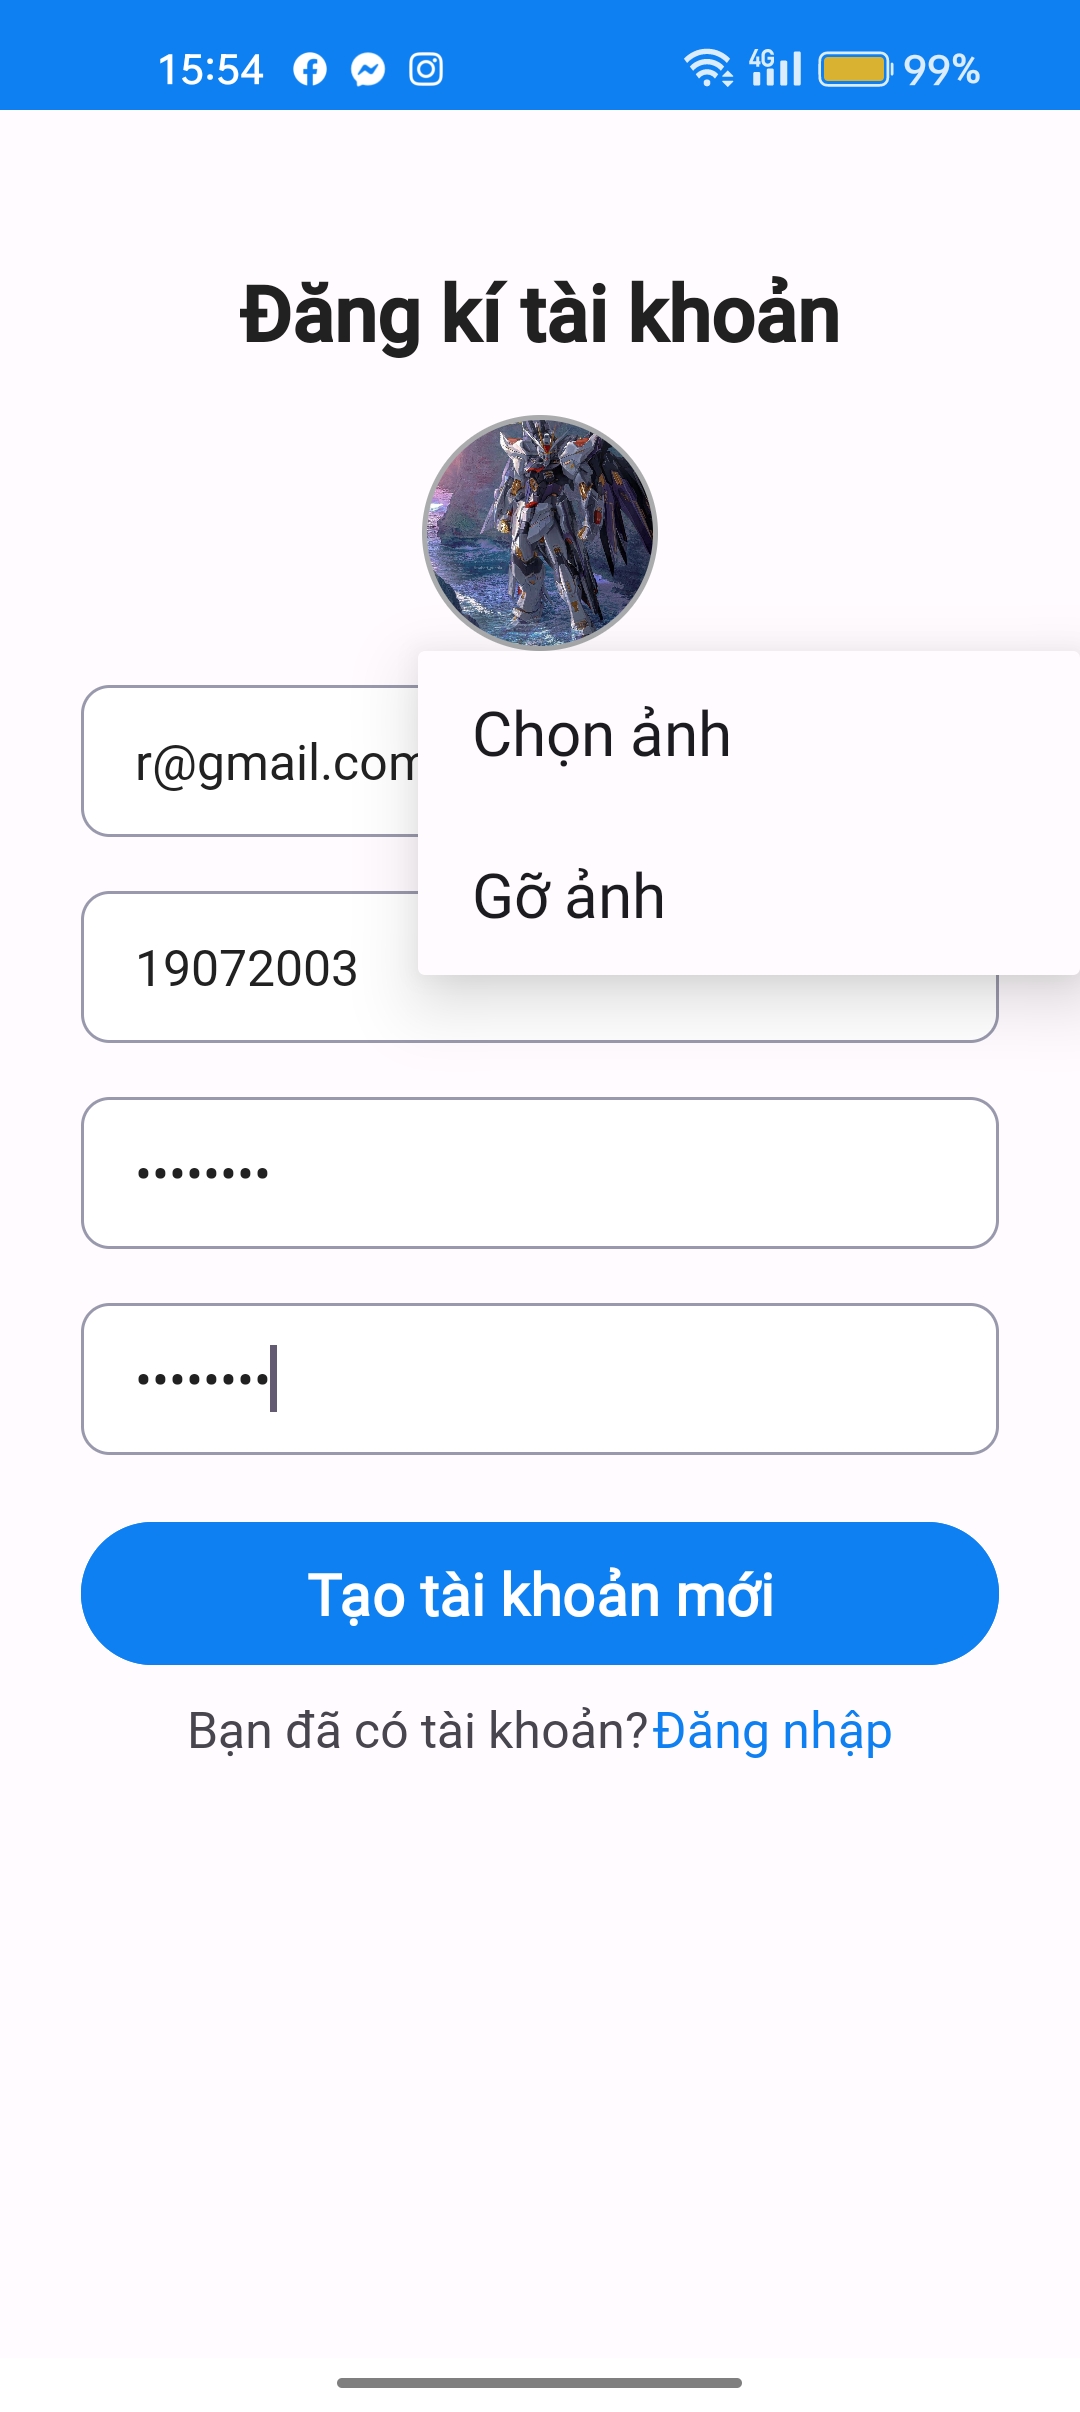 15:54 4G 99%
Đăng kí tài khoản
Chọn ảnh
r@gmail.com
Gỡ ảnh
19072003
••••••••
••••••••
Tạo tài khoản mới
Bạn đã có tài khoản? Đăng nhập